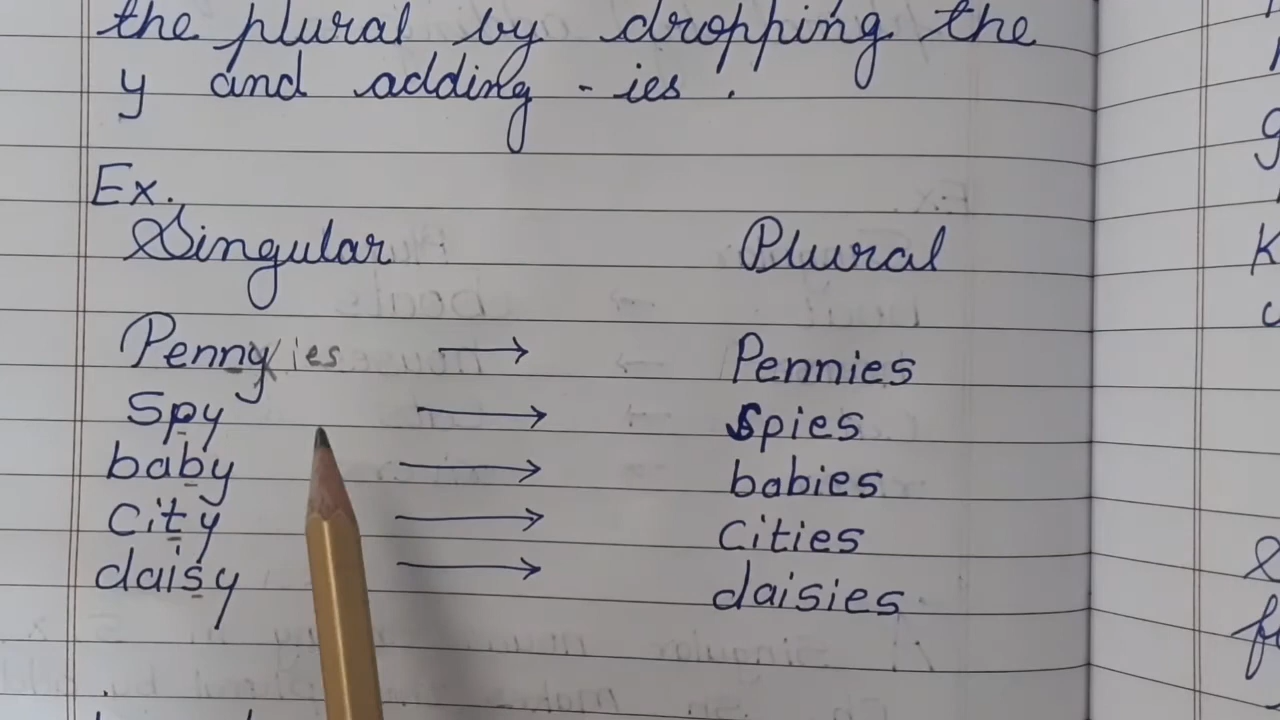 the plural by dropping the
y and adding - ies .
Ex.
Singular Plural
Penny ies → Pennies
Spy → Spies
baby → babies
City → Cities
daisy → daisies